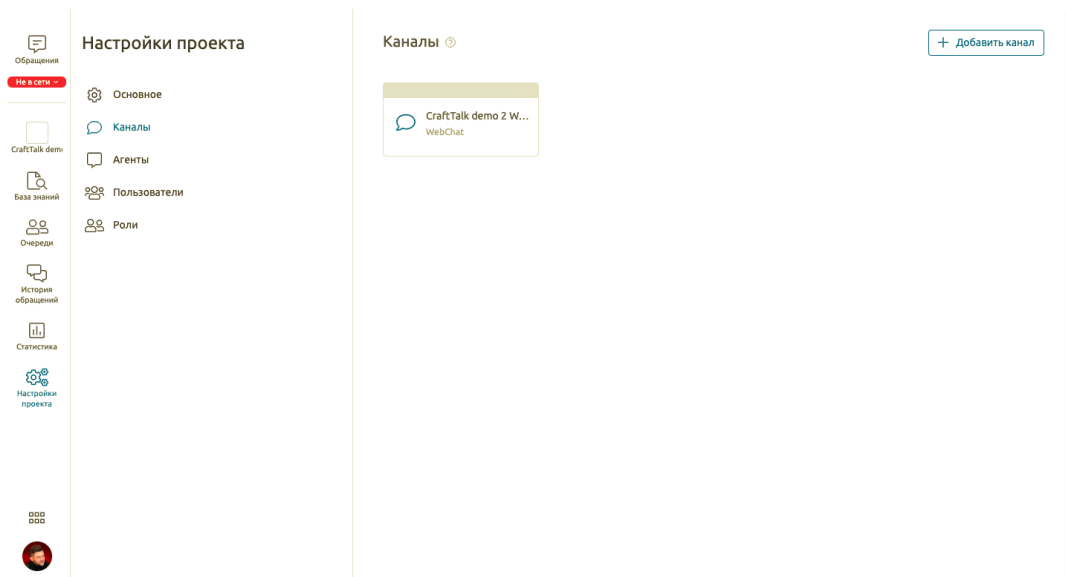 Обращения
Не в сети
CraftTalk demo
База знаний
Очереди
История
обращений
Статистика
Настройки
проекта
Настройки проекта
Основное
Каналы
Агенты
Пользователи
Роли
Каналы ?
+ Добавить канал
CraftTalk demo 2 W...
WebChat